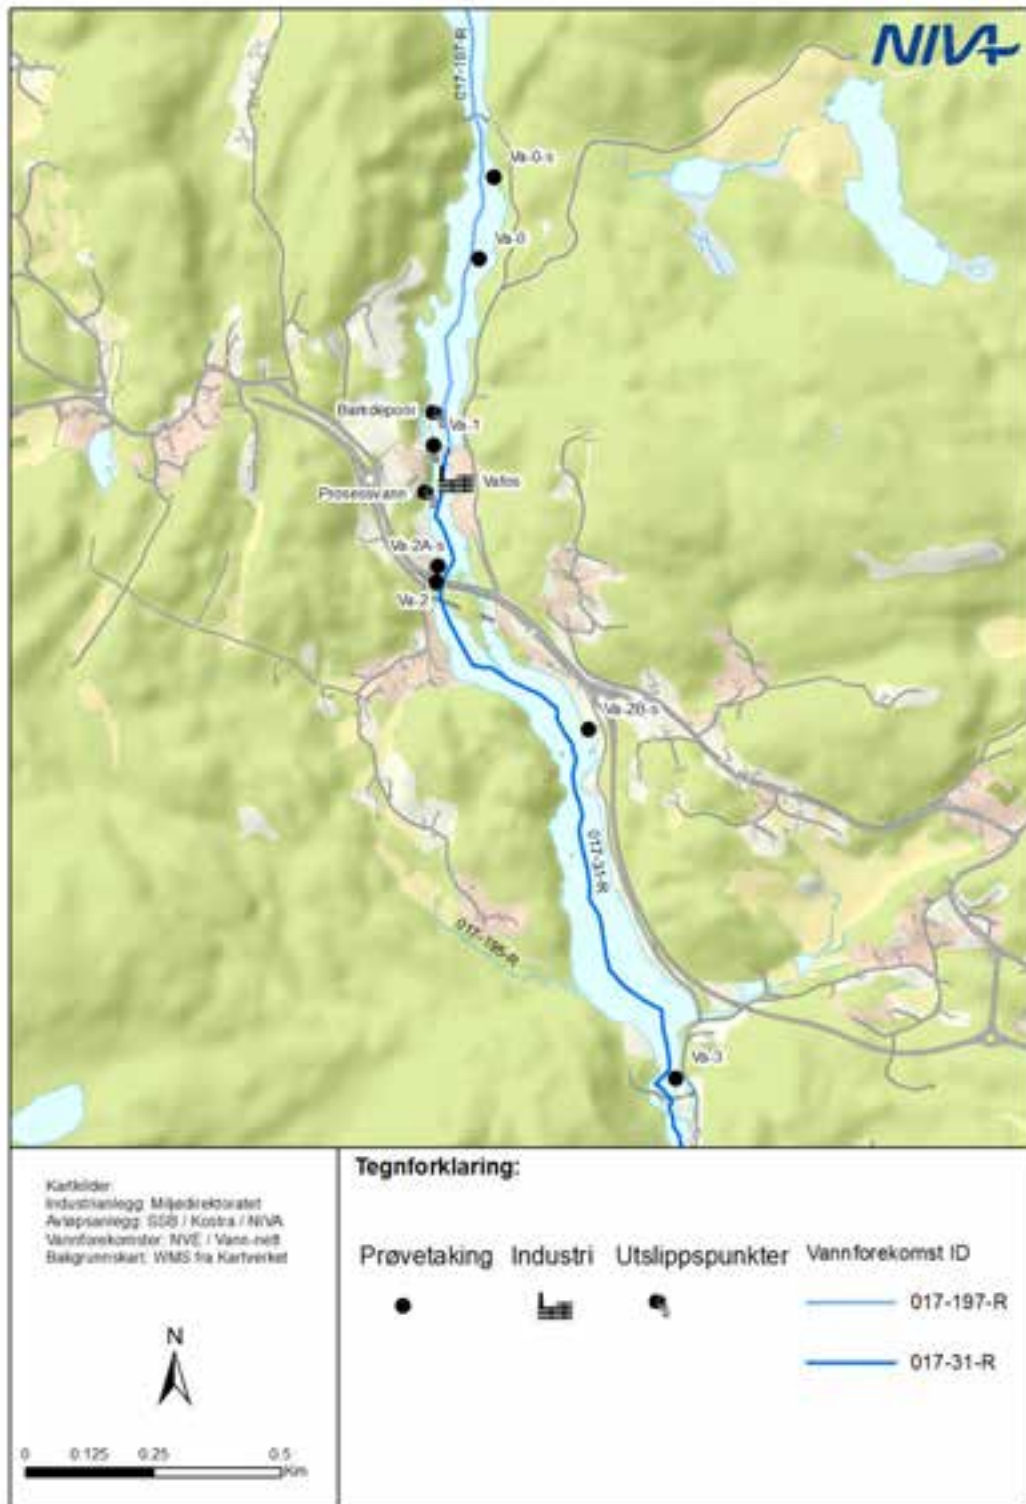 NIVA
017-197-R
Va-0-s
Va-0
Barkdeponi
Va-1
Vafos
Prosessvann
Va-2A-s
Va-2
Va-2B-s
017-31-R
017-195-R
Va-3
Kartkilder:
Industrianlegg: Miljødirektoratet
Avløpsanlegg: SSB / Kostra / NIVA
Vannforekomster: NVE / Vann-nett
Bakgrunnskart: WMS fra Kartverket
N
0 0.125 0.25 0.5
Km
Tegnforklaring:
Prøvetaking Industri Utslippspunkter Vannforekomst ID
017-197-R
017-31-R